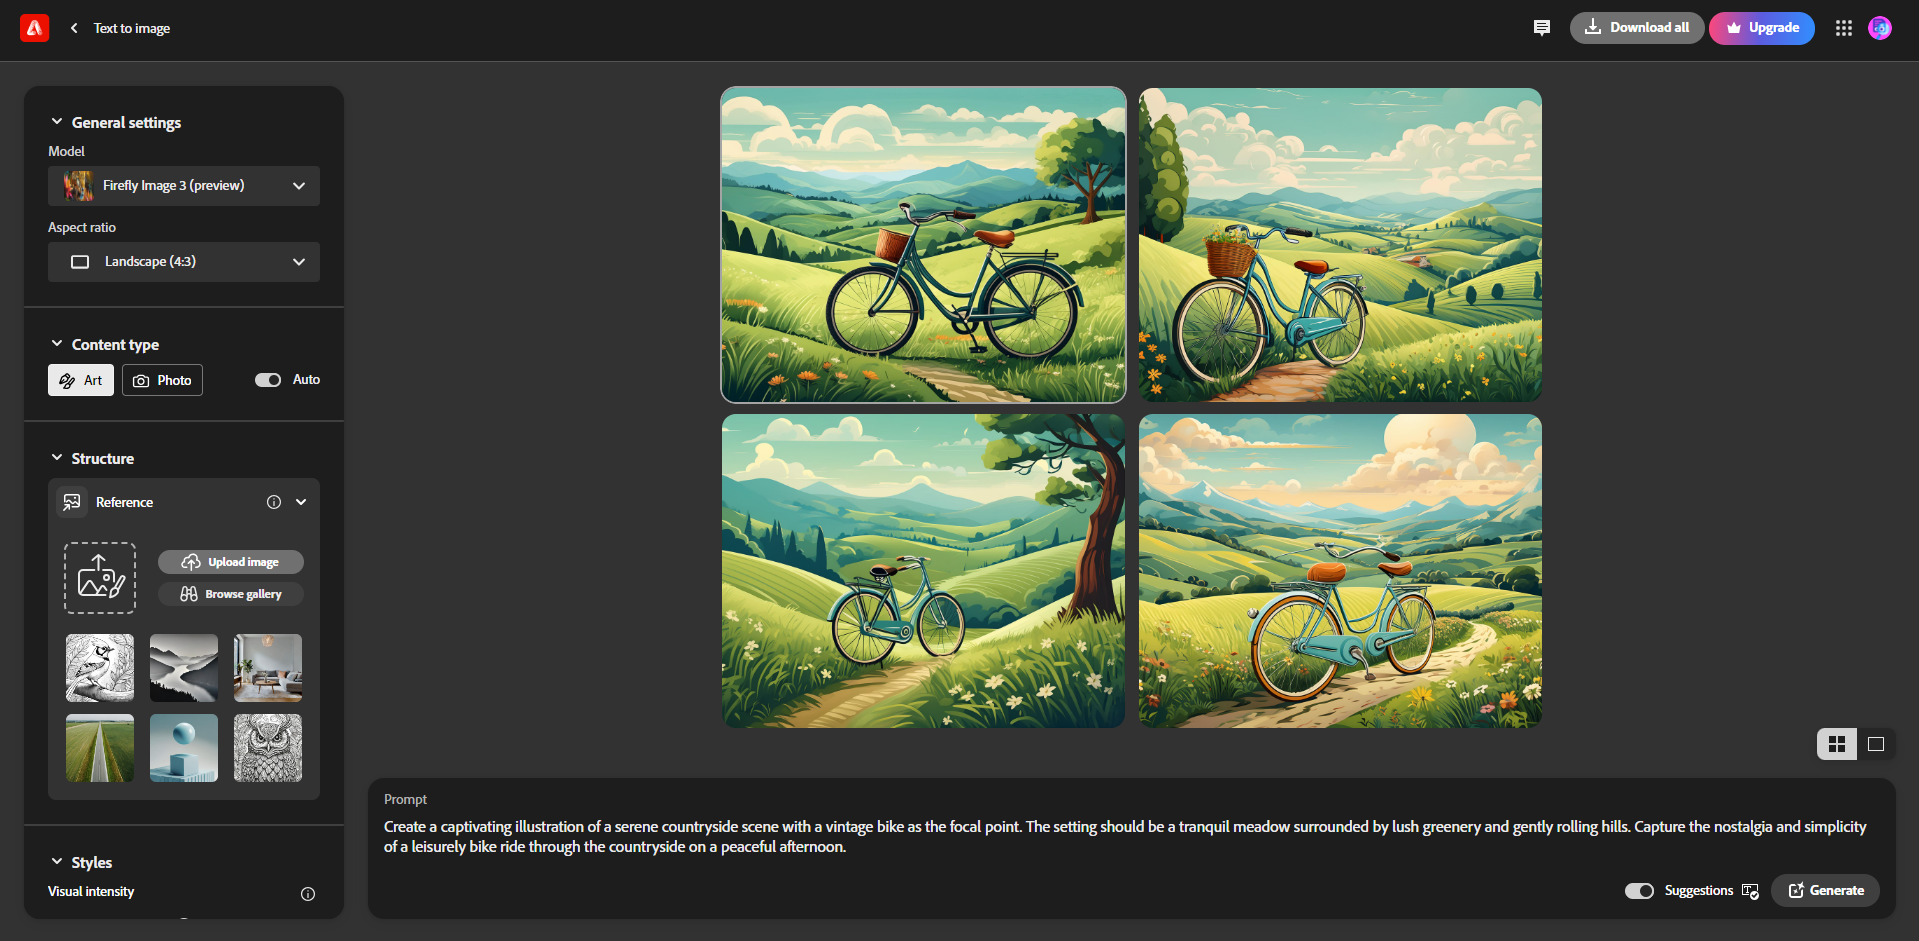 Text to image
Download all
Upgrade
General settings
Model
Firefly Image 3 (preview)
Aspect ratio
Landscape (4:3)
Content type
Art
Photo
Auto
Structure
Reference
Upload image
Browse gallery
Styles
Visual intensity
Prompt
Create a captivating illustration of a serene countryside scene with a vintage bike as the focal point. The setting should be a tranquil meadow surrounded by lush greenery and gently rolling hills. Capture the nostalgia and simplicity
of a leisurely bike ride through the countryside on a peaceful afternoon.
Suggestions
Generate